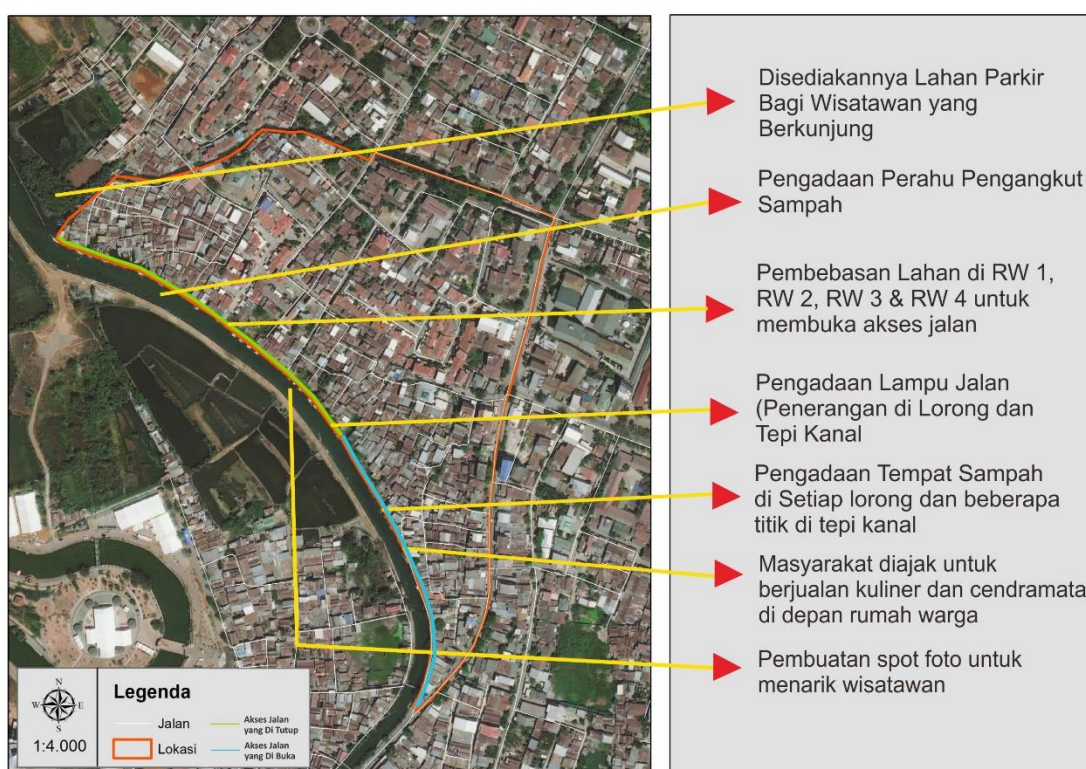 Disediakannya Lahan Parkir
Bagi Wisatawan yang
Berkunjung
Pengadaan Perahu Pengangkut
Sampah
Pembebasan Lahan di RW 1,
RW 2, RW 3 & RW 4 untuk
membuka akses jalan
Pengadaan Lampu Jalan
(Penerangan di Lorong dan
Tepi Kanal
Pengadaan Tempat Sampah
di Setiap lorong dan beberapa
titik di tepi kanal
Masyarakat diajak untuk
berjualan kuliner dan cendramata
di depan rumah warga
Pembuatan spot foto untuk
menarik wisatawan
N
W E
S
1:4.000
Legenda
Jalan
Lokasi
Akses Jalan
yang Di Tutup
Akses Jalan
yang Di Buka